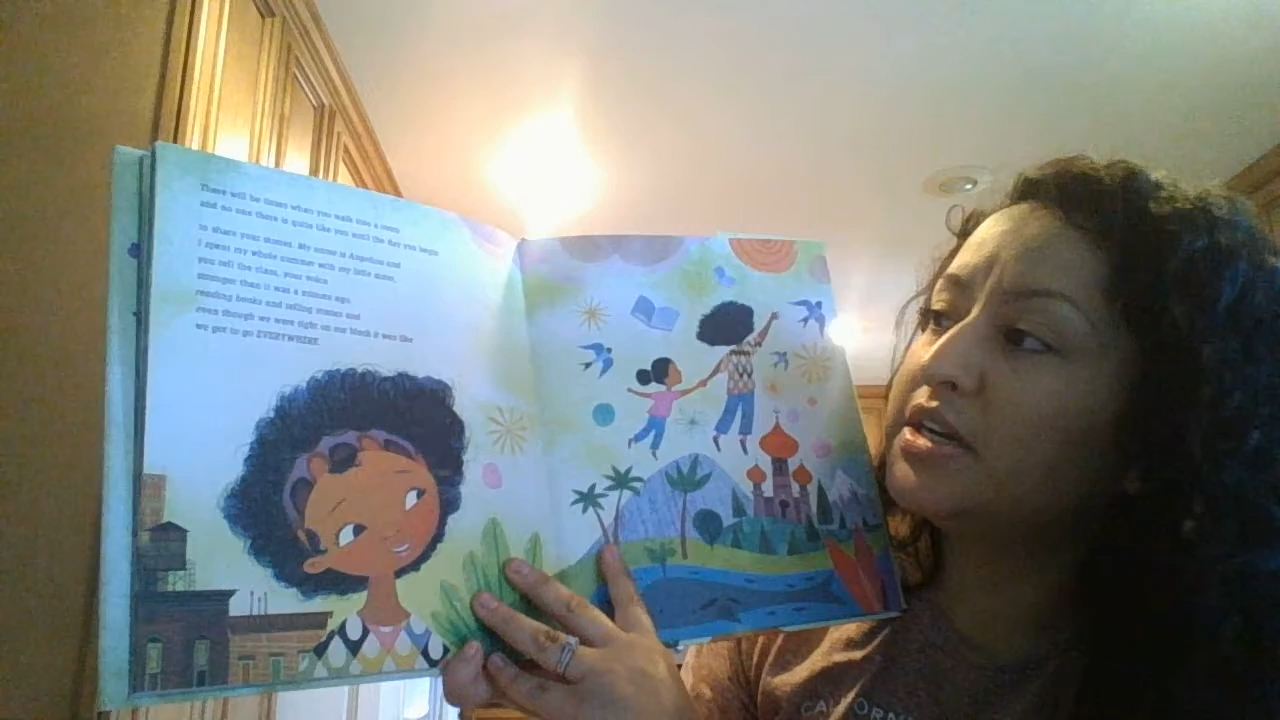 There will be times when you walk into a room
and no one there is quite like you until the day you begin
to share your stories. My name is Angelina and
I spent my whole summer with my little sister,
you tell the class, your voice
stronger than it was a minute ago,
reading books and telling stories and
even though we were right on our block it was like
we got to go EVERYWHERE.